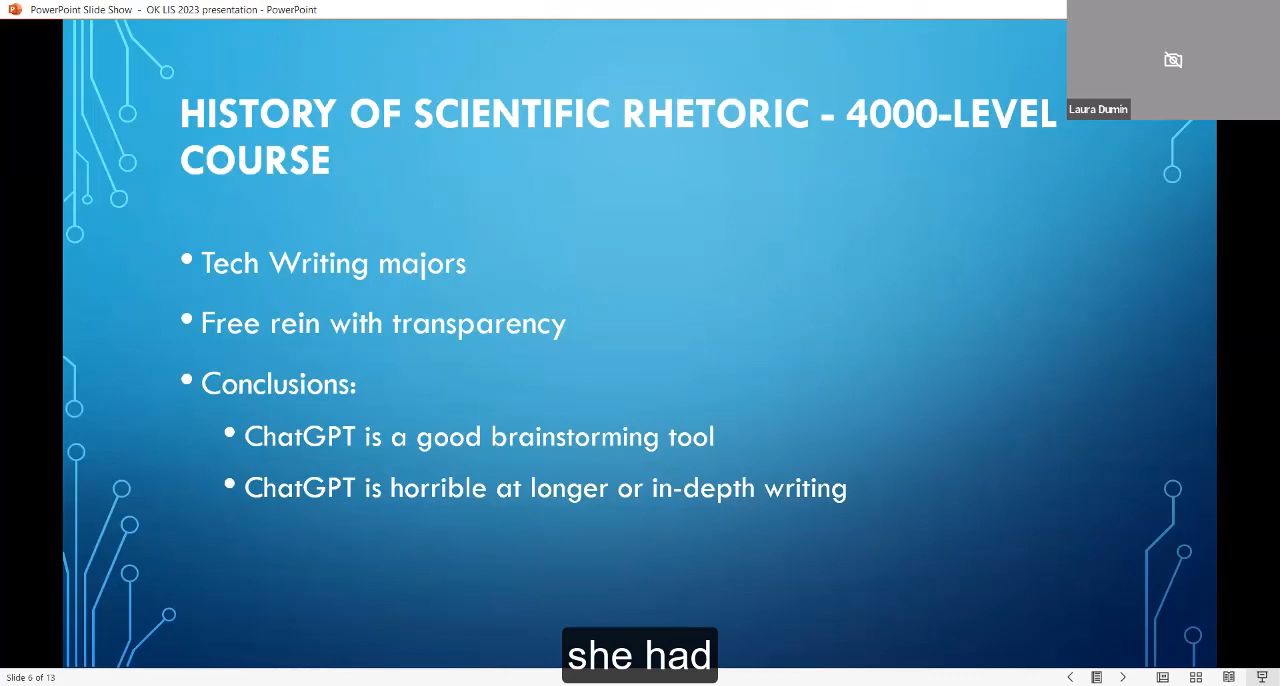 PowerPoint Slide Show - OK LIS 2023 presentation - PowerPoint
Laura Dumin
HISTORY OF SCIENTIFIC RHETORIC - 4000-LEVEL
COURSE
• Tech Writing majors
• Free rein with transparency
• Conclusions:
• ChatGPT is a good brainstorming tool
• ChatGPT is horrible at longer or in-depth writing
she had
Slide 6 of 13